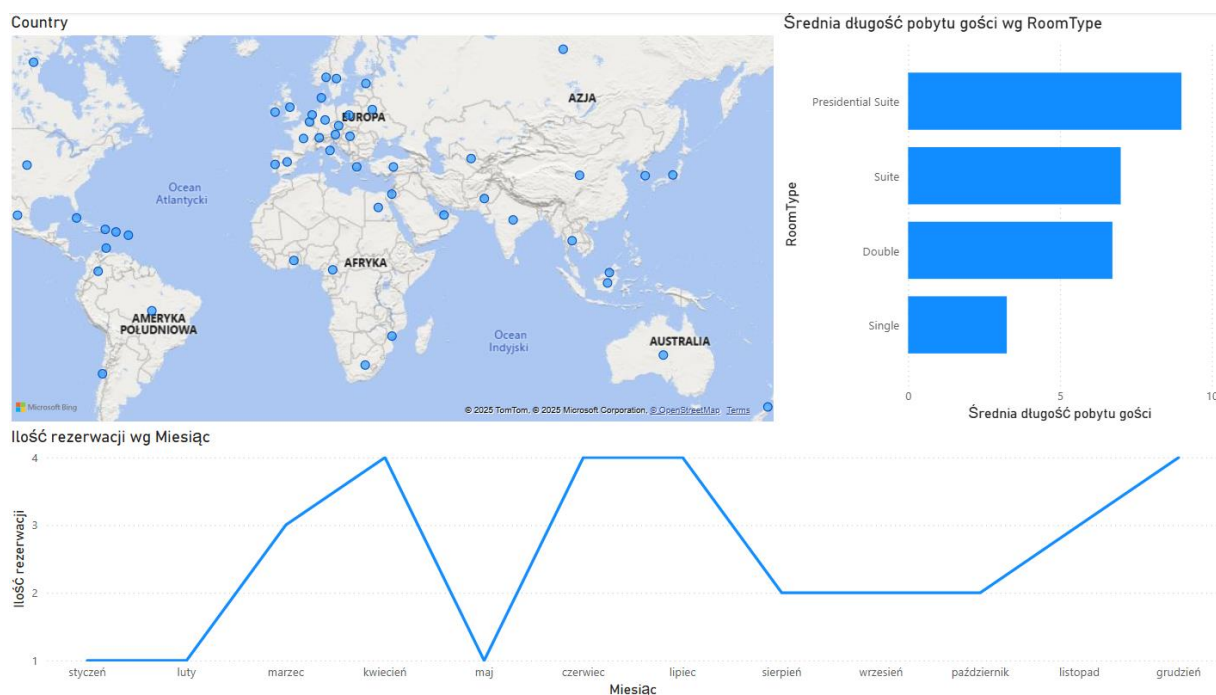 Country
AZJA
EUROPA
Ocean
Atlantycki
AFRYKA
AMERYKA
POŁUDNIOWA
Ocean
Indyjski
AUSTRALIA
Microsoft Bing
© 2025 TomTom, © 2025 Microsoft Corporation, © OpenStreetMap Terms
Średnia długość pobytu gości wg RoomType
RoomType
Presidential Suite
Suite
Double
Single
0 5 10
Średnia długość pobytu gości
Ilość rezerwacji wg Miesiąc
Ilość rezerwacji
4
3
2
1
styczeń luty marzec kwiecień maj czerwiec lipiec sierpień wrzesień październik listopad grudzień
Miesiąc